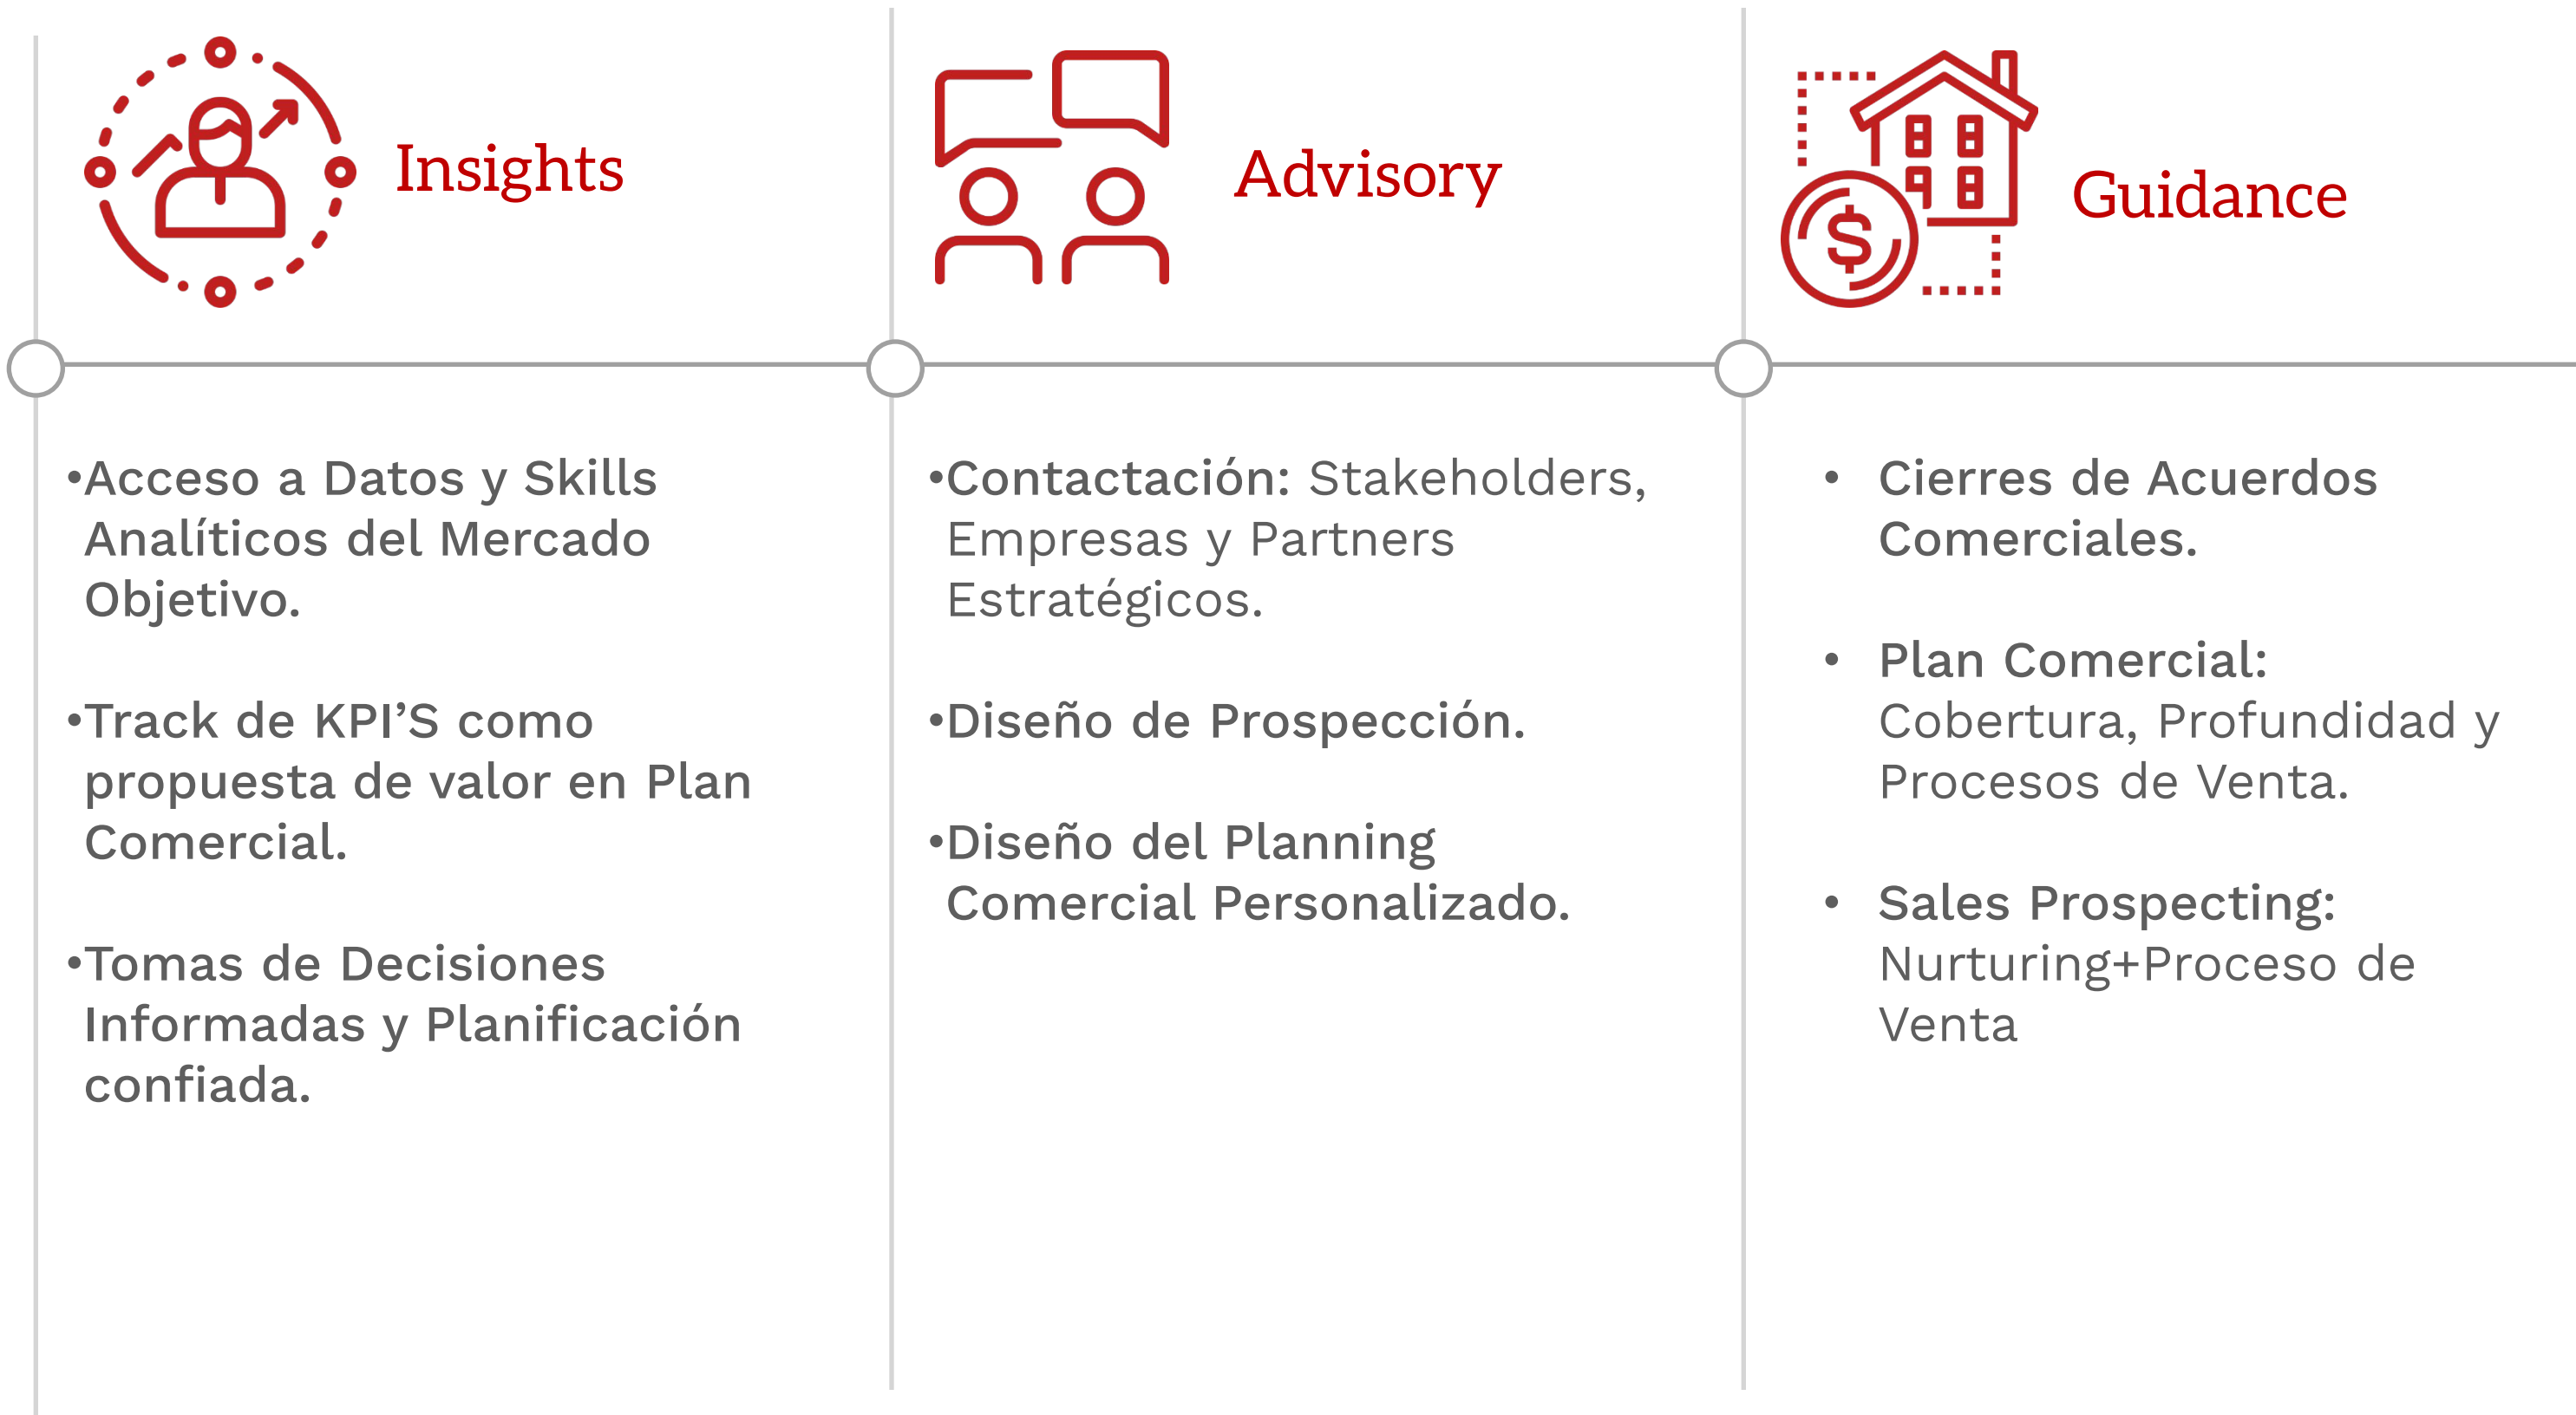 Insights
•Acceso a Datos y Skills
Analíticos del Mercado
Objetivo.
•Track de KPI’S como
propuesta de valor en Plan
Comercial.
•Tomas de Decisiones
Informadas y Planificación
confiada.
Advisory
•Contactación: Stakeholders,
Empresas y Partners
Estratégicos.
•Diseño de Prospección.
•Diseño del Planning
Comercial Personalizado.
$
Guidance
• Cierres de Acuerdos
Comerciales.
• Plan Comercial:
Cobertura, Profundidad y
Procesos de Venta.
• Sales Prospecting:
Nurturing+Proceso de
Venta